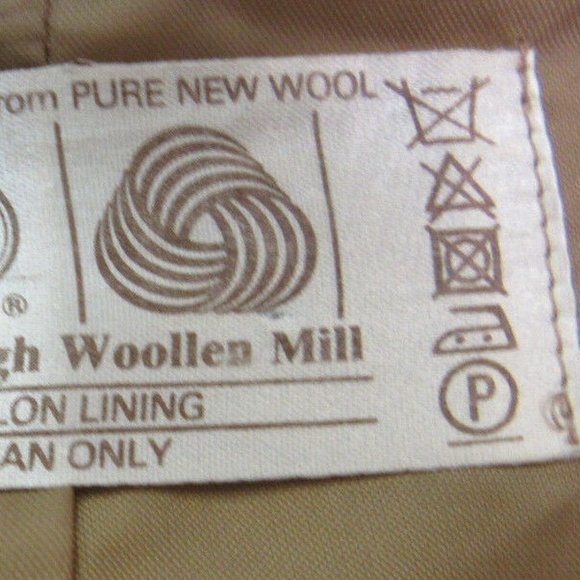 rom PURE NEW WOOL
®
gh Woollen Mill
LON LINING
AN ONLY
P